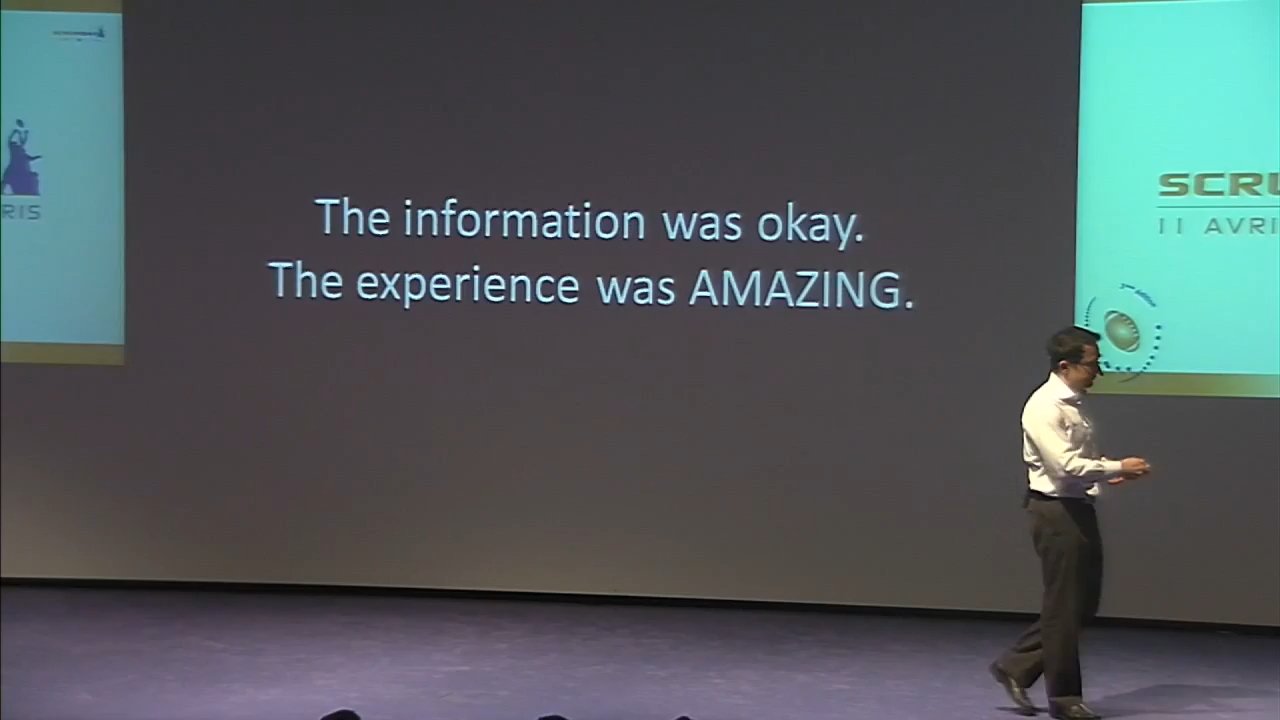 The information was okay.
The experience was AMAZING.
RIS
SCRU
11 AVRI